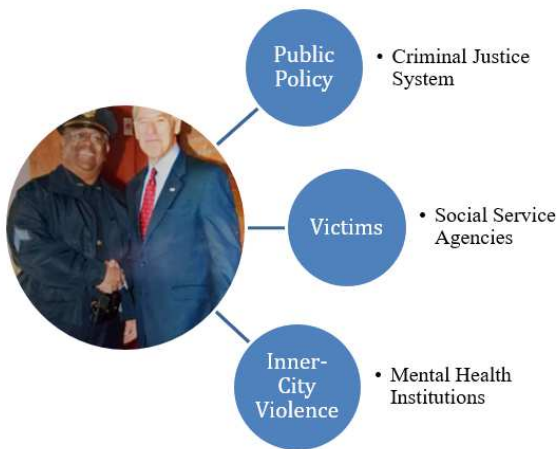 Public
Policy
• Criminal Justice
System
Victims
• Social Service
Agencies
Inner-
City
Violence
• Mental Health
Institutions